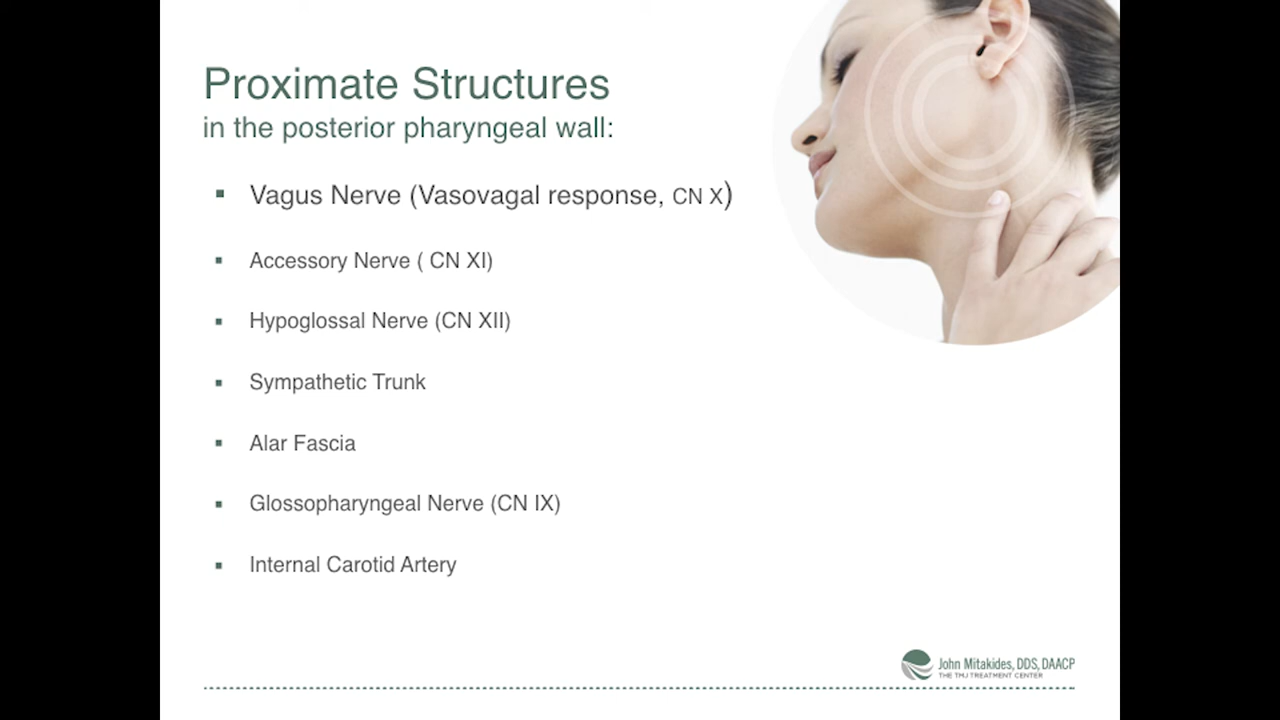 Proximate Structures
in the posterior pharyngeal wall:
Vagus Nerve (Vasovagal response, CN X)
Accessory Nerve ( CN XI)
Hypoglossal Nerve (CN XII)
Sympathetic Trunk
Alar Fascia
Glossopharyngeal Nerve (CN IX)
Internal Carotid Artery
John Mitakides, DDS, DAACP
THE TMJ TREATMENT CENTER